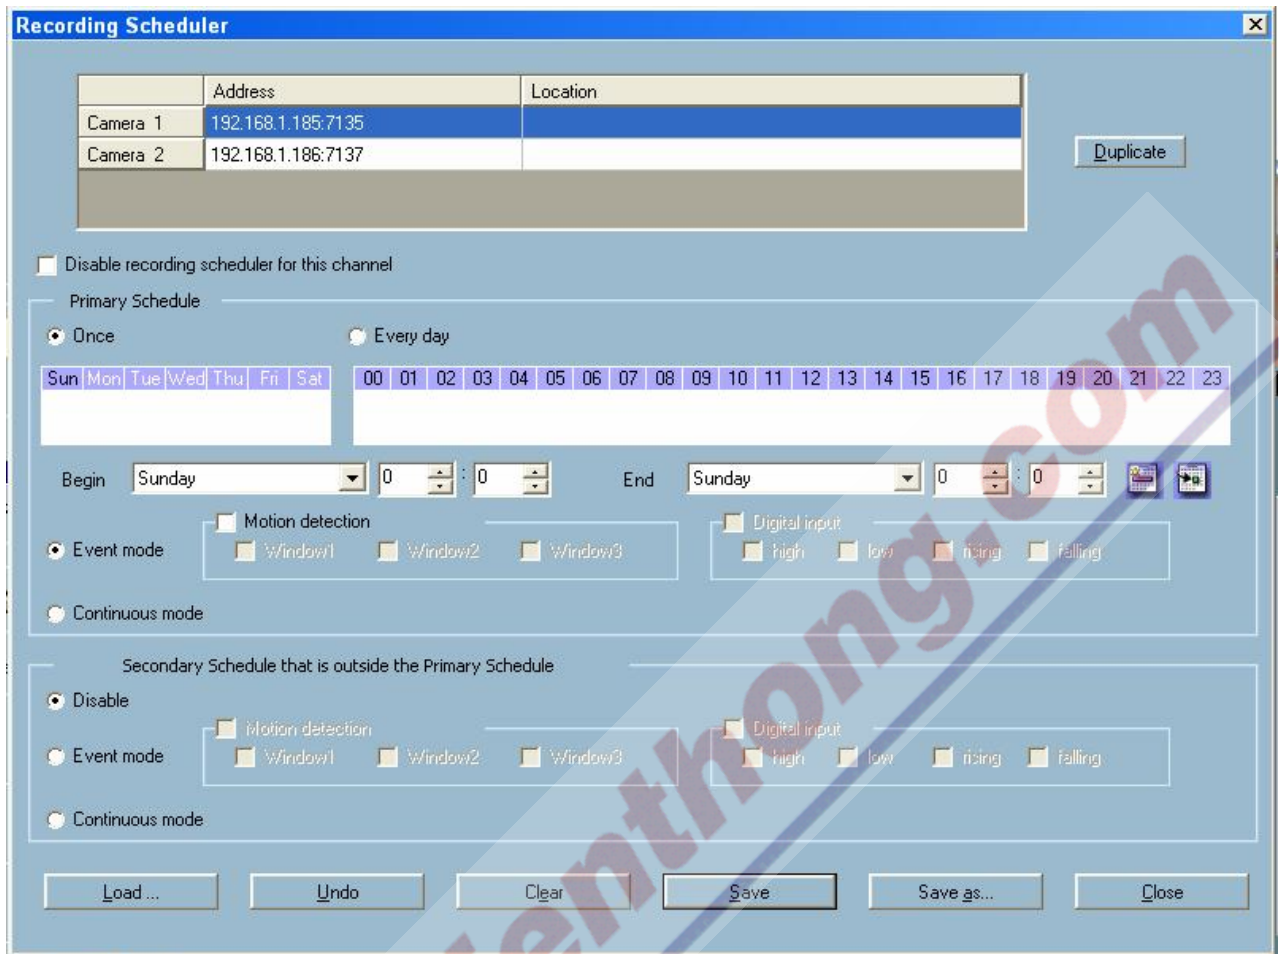 Recording Scheduler
Address Location
Camera 1 192.168.1.185:7135
Camera 2 192.168.1.186:7137
Duplicate
Disable recording scheduler for this channel
Primary Schedule
Once Every day
Sun Mon Tue Wed Thu Fri Sat 00 01 02 03 04 05 06 07 08 09 10 11 12 13 14 15 16 17 18 19 20 21 22 23
Begin Sunday 0 : 0 End Sunday 0 : 0
Motion detection Digital input
Event mode Window1 Window2 Window3 high low rising falling
Continuous mode
Secondary Schedule that is outside the Primary Schedule
Disable
Motion detection Digital input
Event mode Window1 Window2 Window3 high low rising falling
Continuous mode
Load ... Undo Clear Save Save as... Close
enthong.com